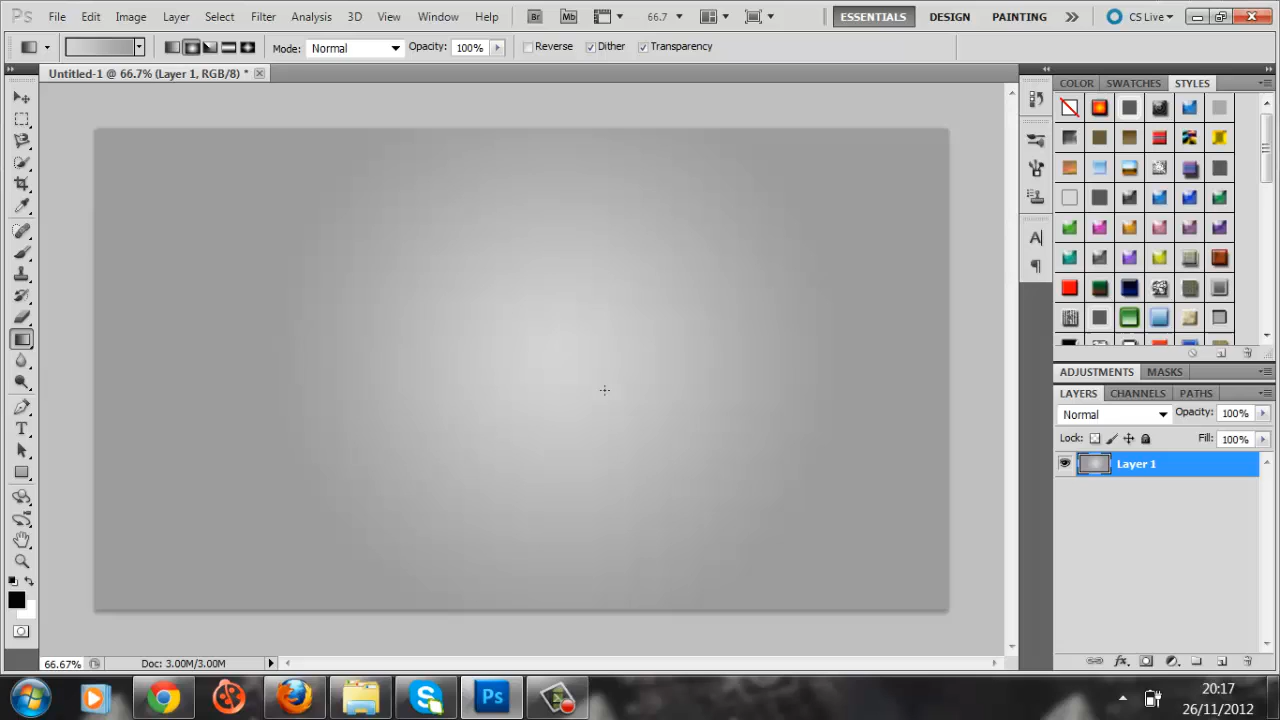 Ps File Edit Image Layer Select Filter Analysis 3D View Window Help Br Mb 66.7 ESSENTIALS DESIGN PAINTING CS Live
Mode: Normal Opacity: 100% Reverse Dither Transparency
Untitled-1 @ 66.7% (Layer 1, RGB/8) *
COLOR SWATCHES STYLES
ADJUSTMENTS MASKS
LAYERS CHANNELS PATHS
Normal Opacity: 100%
Lock: Fill: 100%
Layer 1
66.67% Doc: 3.00M/3.00M
Ps
20:17
26/11/2012